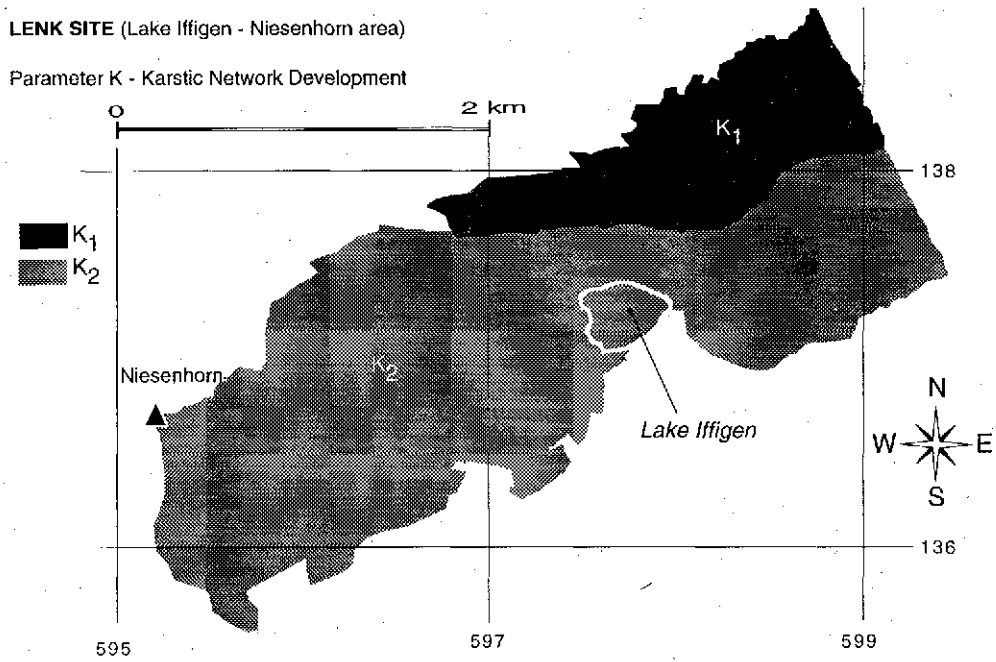 LENK SITE (Lake Iffigen - Niesenhorn area)
Parameter K - Karstic Network Development
0 2 km
K1
138
K1
K2
Niesenhorn
K2
Lake Iffigen
N
W E
S
136
595 597 599